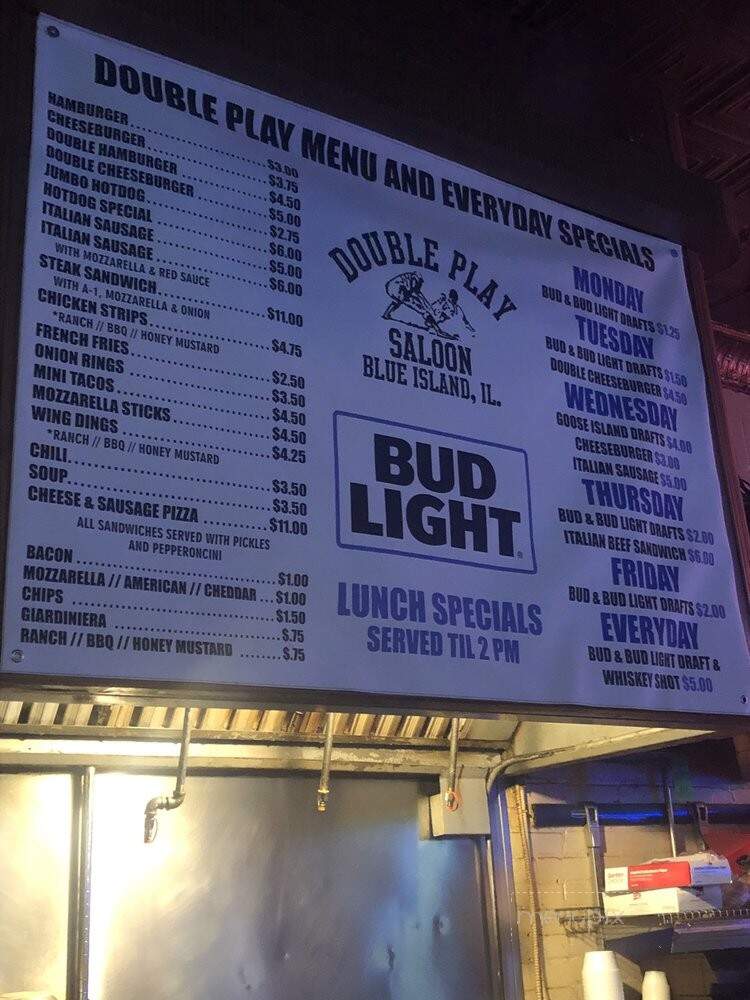 DOUBLE PLAY MENU AND EVERYDAY SPECIALS
HAMBURGER $3.00
CHEESEBURGER $3.75
DOUBLE HAMBURGER $4.50
DOUBLE CHEESEBURGER $5.00
JUMBO HOTDOG $2.75
HOTDOG SPECIAL $6.00
ITALIAN SAUSAGE $5.00
ITALIAN SAUSAGE $6.00
WITH MOZZARELLA & RED SAUCE
STEAK SANDWICH $11.00
WITH A-1, MOZZARELLA & ONION
CHICKEN STRIPS $4.75
*RANCH // BBQ // HONEY MUSTARD
FRENCH FRIES $2.50
ONION RINGS $3.50
MINI TACOS $4.50
MOZZARELLA STICKS $4.50
WING DINGS $4.25
*RANCH // BBQ // HONEY MUSTARD
CHILI $3.50
SOUP $3.50
CHEESE & SAUSAGE PIZZA $11.00
ALL SANDWICHES SERVED WITH PICKLES
AND PEPPERONCINI
BACON $1.00
MOZZARELLA // AMERICAN // CHEDDAR $1.00
CHIPS $1.50
GIARDINIERA $.75
RANCH // BBQ // HONEY MUSTARD $.75
DOUBLE PLAY
SALOON
BLUE ISLAND, IL.
BUD
LIGHT
LUNCH SPECIALS
SERVED TIL 2 PM
MONDAY
BUD & BUD LIGHT DRAFTS $1.25
TUESDAY
BUD & BUD LIGHT DRAFTS $1.50
DOUBLE CHEESEBURGER $4.50
WEDNESDAY
GOOSE ISLAND DRAFTS $4.00
CHEESEBURGER $3.00
ITALIAN SAUSAGE $5.00
THURSDAY
BUD & BUD LIGHT DRAFTS $2.00
ITALIAN BEEF SANDWICH $6.00
FRIDAY
BUD & BUD LIGHT DRAFTS $2.00
EVERYDAY
BUD & BUD LIGHT DRAFT &
WHISKEY SHOT $5.00
menupix